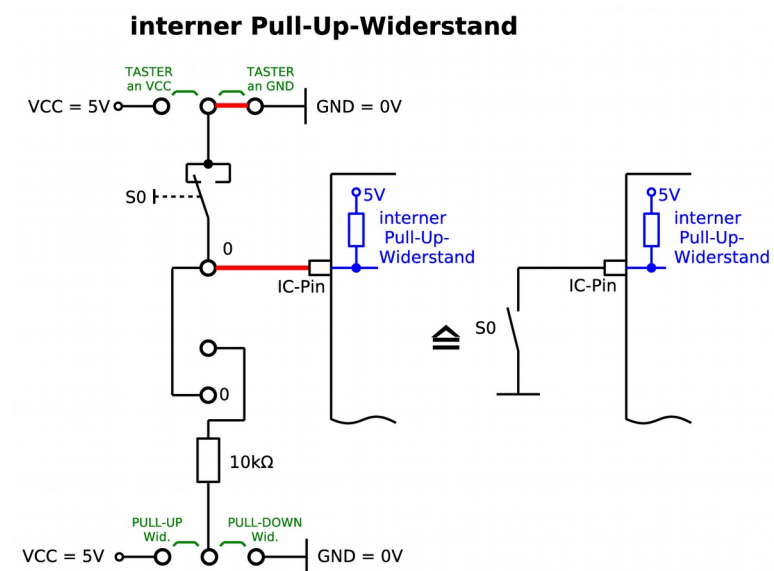 interner Pull-Up-Widerstand
TASTER
an VCC
TASTER
an GND
VCC = 5V
GND = 0V
S0
0
IC-Pin
5V
interner
Pull-Up-
Widerstand
S0
IC-Pin
5V
interner
Pull-Up-
Widerstand
0
10kΩ
PULL-UP
Wid.
PULL-DOWN
Wid.
VCC = 5V
GND = 0V